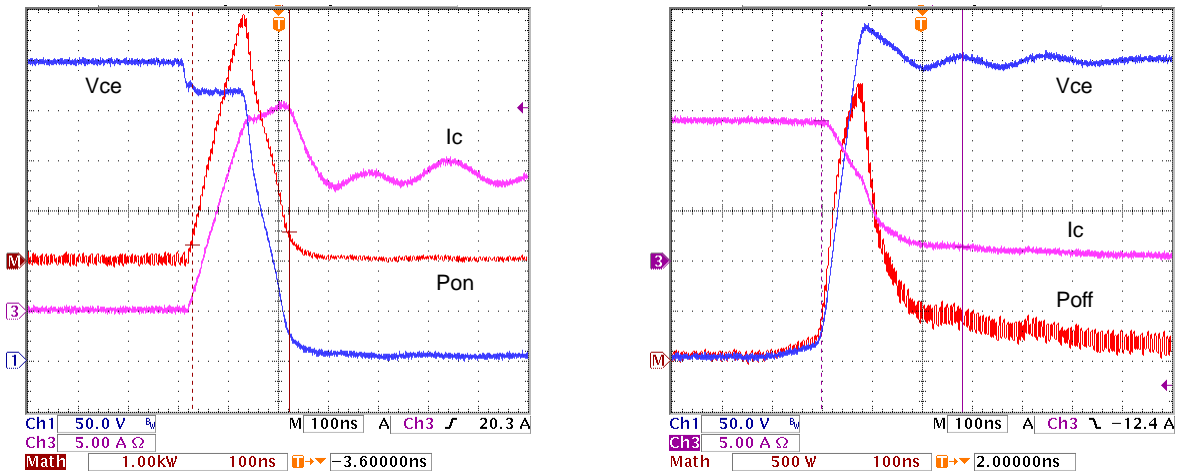 T
Vce
Ic
M
Pon
3
1
Ch1 50.0 V BW M 100ns A Ch3 20.3 A
Ch3 5.00 A Ω
Math 1.00kW 100ns T → −3.60000ns
T
Vce
3
Ic
Poff
M
Ch1 50.0 V BW M 100ns A Ch3 −12.4 A
Ch3 5.00 A Ω
Math 500 W 100ns T → 2.00000ns